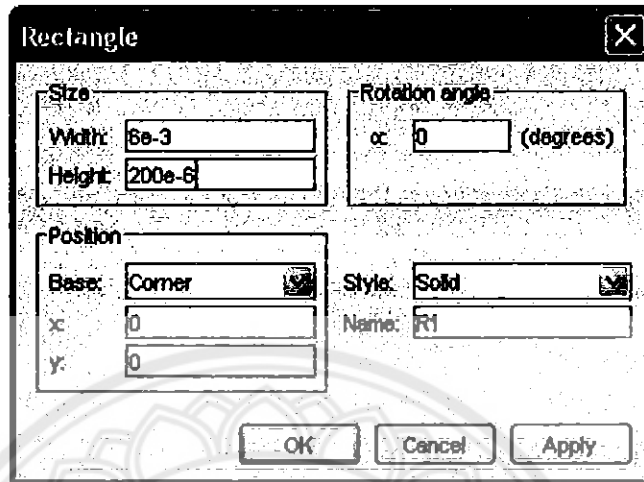 Rectangle
Size
Width: 6e-3
Height: 200e-6
Rotation angle
α: 0 (degrees)
Position
Base: Corner
x: 0
y: 0
Style: Solid
Name: R1
OK Cancel Apply